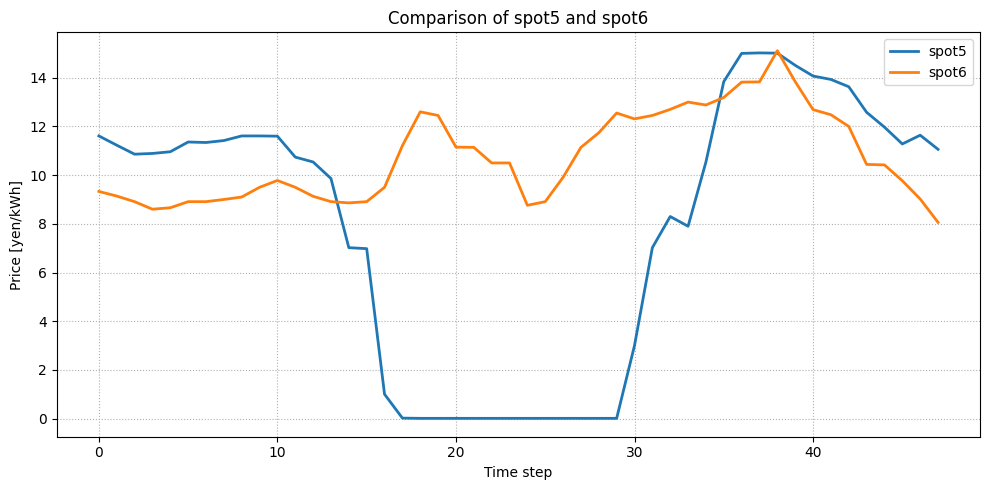 Comparison of spot5 and spot6
spot5
spot6
Price [yen/kWh]
14
12
10
8
6
4
2
0
0 10 20 30 40
Time step